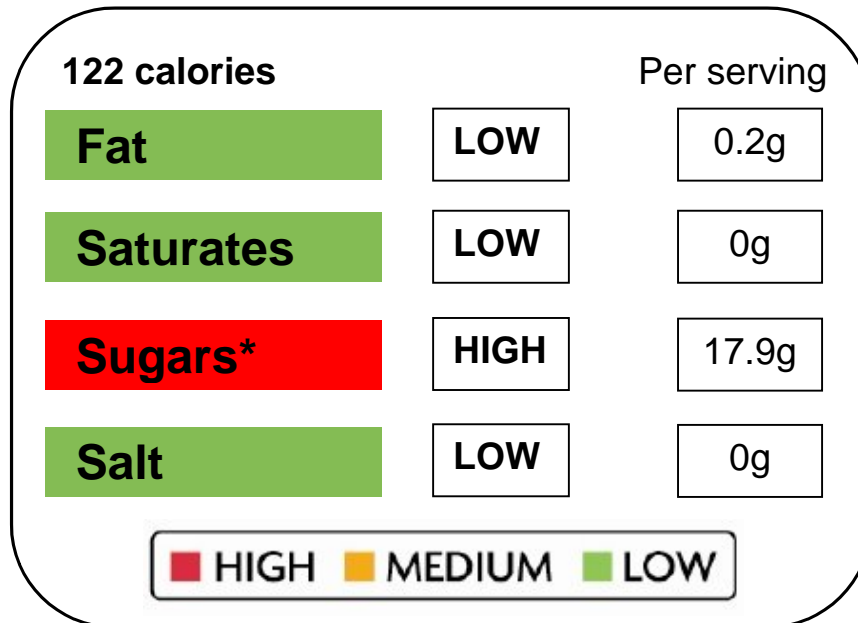 122 calories Per serving
Fat LOW 0.2g
Saturates LOW 0g
Sugars* HIGH 17.9g
Salt LOW 0g
HIGH MEDIUM LOW